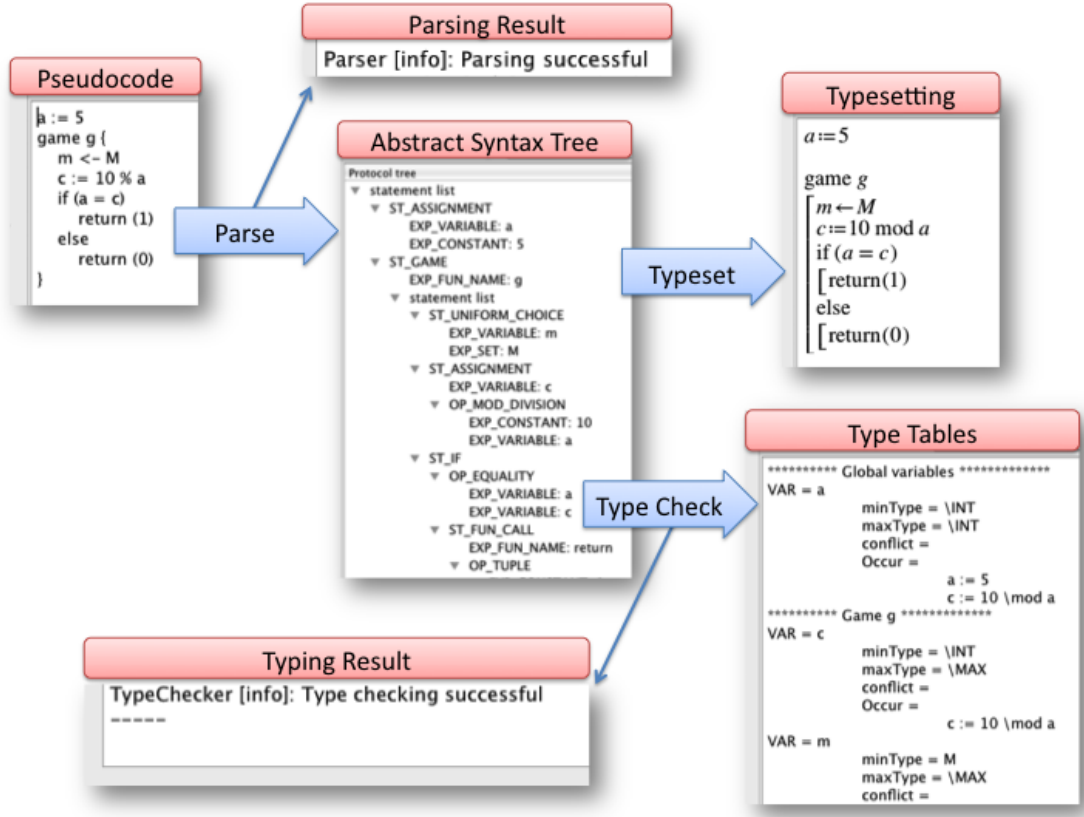 Parsing Result
Parser [info]: Parsing successful
Pseudocode
a := 5
game g {
m <- M
c := 10 % a
if (a = c)
return (1)
else
return (0)
}
Parse
Abstract Syntax Tree
Protocol tree
statement list
ST_ASSIGNMENT
EXP_VARIABLE: a
EXP_CONSTANT: 5
ST_GAME
EXP_FUN_NAME: g
statement list
ST_UNIFORM_CHOICE
EXP_VARIABLE: m
EXP_SET: M
ST_ASSIGNMENT
EXP_VARIABLE: c
OP_MOD_DIVISION
EXP_CONSTANT: 10
EXP_VARIABLE: a
ST_IF
OP_EQUALITY
EXP_VARIABLE: a
EXP_VARIABLE: c
ST_FUN_CALL
EXP_FUN_NAME: return
OP_TUPLE
Typeset
Typesetting
a := 5
game g
m ← M
c := 10 mod a
if (a = c)
return(1)
else
return(0)
Type Check
Type Tables
********** Global variables *************
VAR = a
minType = \INT
maxType = \INT
conflict =
Occur =
a := 5
c := 10 \mod a
********** Game g *************
VAR = c
minType = \INT
maxType = \MAX
conflict =
Occur =
c := 10 \mod a
VAR = m
minType = M
maxType = \MAX
conflict =
Typing Result
TypeChecker [info]: Type checking successful
-----